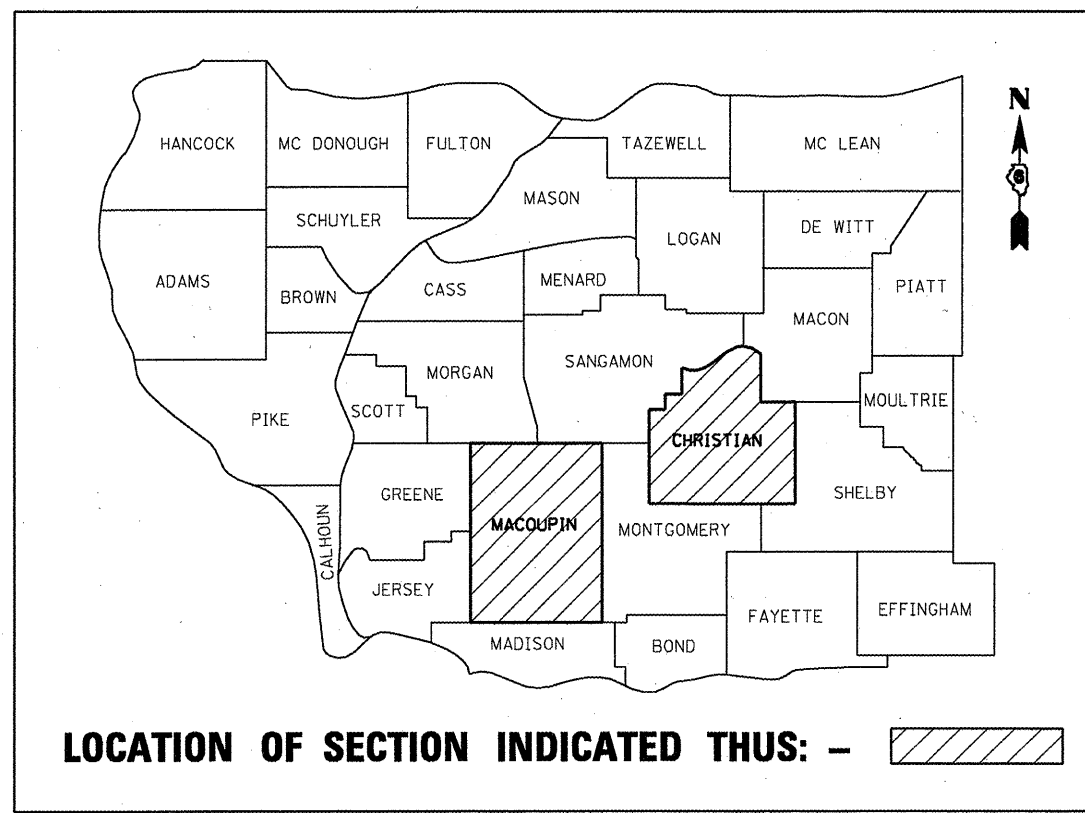 N
6
HANCOCK
MC DONOUGH
FULTON
TAZEWELL
MC LEAN
SCHUYLER
MASON
LOGAN
DE WITT
ADAMS
BROWN
CASS
MENARD
PIATT
MACON
MORGAN
SANGAMON
SCOTT
PIKE
MOULTRIE
CHRISTIAN
GREENE
MACOUPIN
MONTGOMERY
SHELBY
CALHOUN
JERSEY
FAYETTE
EFFINGHAM
MADISON
BOND
LOCATION OF SECTION INDICATED THUS: –